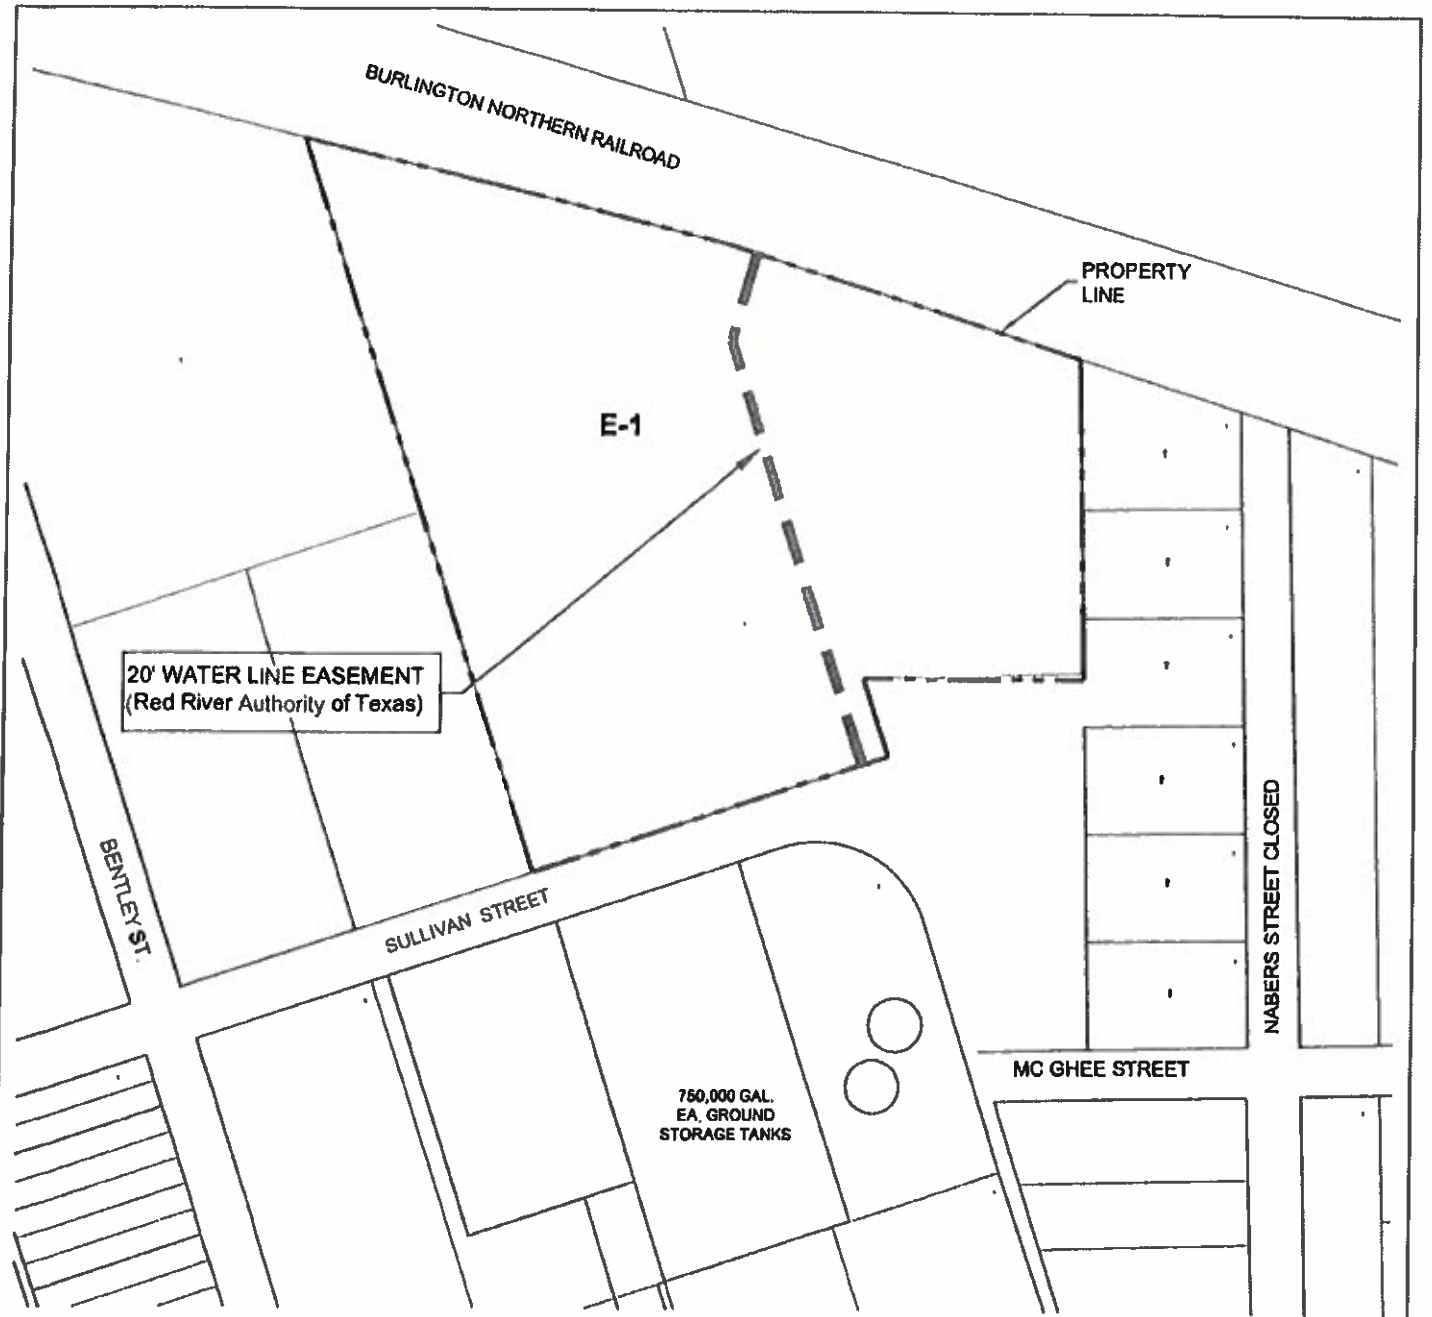 BURLINGTON NORTHERN RAILROAD
PROPERTY
LINE
E-1
20' WATER LINE EASEMENT
(Red River Authority of Texas)
BENTLEY ST.
SULLIVAN STREET
NABERS STREET CLOSED
MC GHEE STREET
750,000 GAL.
EA, GROUND
STORAGE TANKS